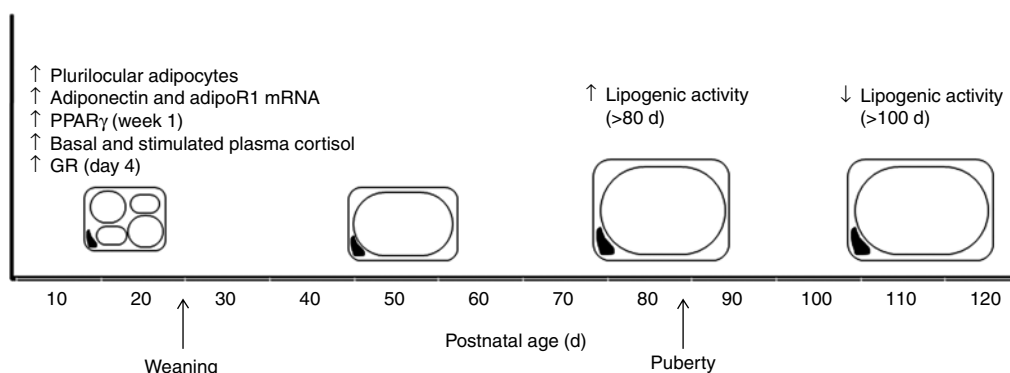 ↑ Plurilocular adipocytes
↑ Adiponectin and adipoR1 mRNA
↑ PPARγ (week 1)
↑ Basal and stimulated plasma cortisol
↑ GR (day 4)
↑ Lipogenic activity
(>80 d)
↓ Lipogenic activity
(>100 d)
10 20 30 40 50 60 70 80 90 100 110 120
Postnatal age (d)
Weaning
Puberty